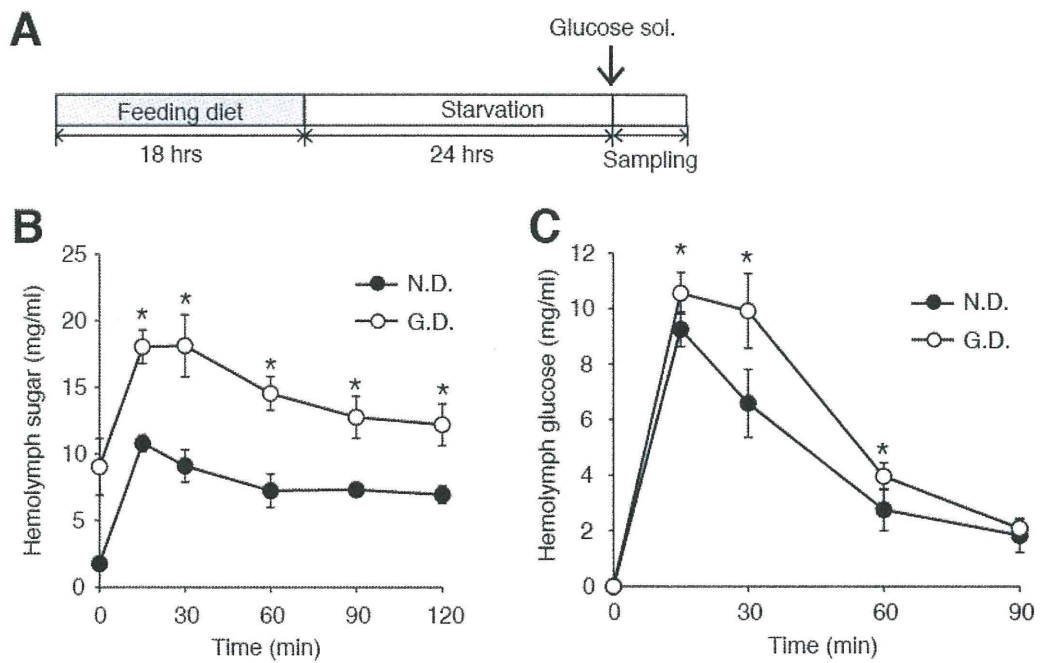 A
Glucose sol.
Feeding diet
Starvation
18 hrs
24 hrs
Sampling
B
Hemolymph sugar (mg/ml)
25
20
15
10
5
0
* * * * *
N.D.
G.D.
0 30 60 90 120
Time (min)
C
Hemolymph glucose (mg/ml)
12
10
8
6
4
2
0
* * *
N.D.
G.D.
0 30 60 90
Time (min)